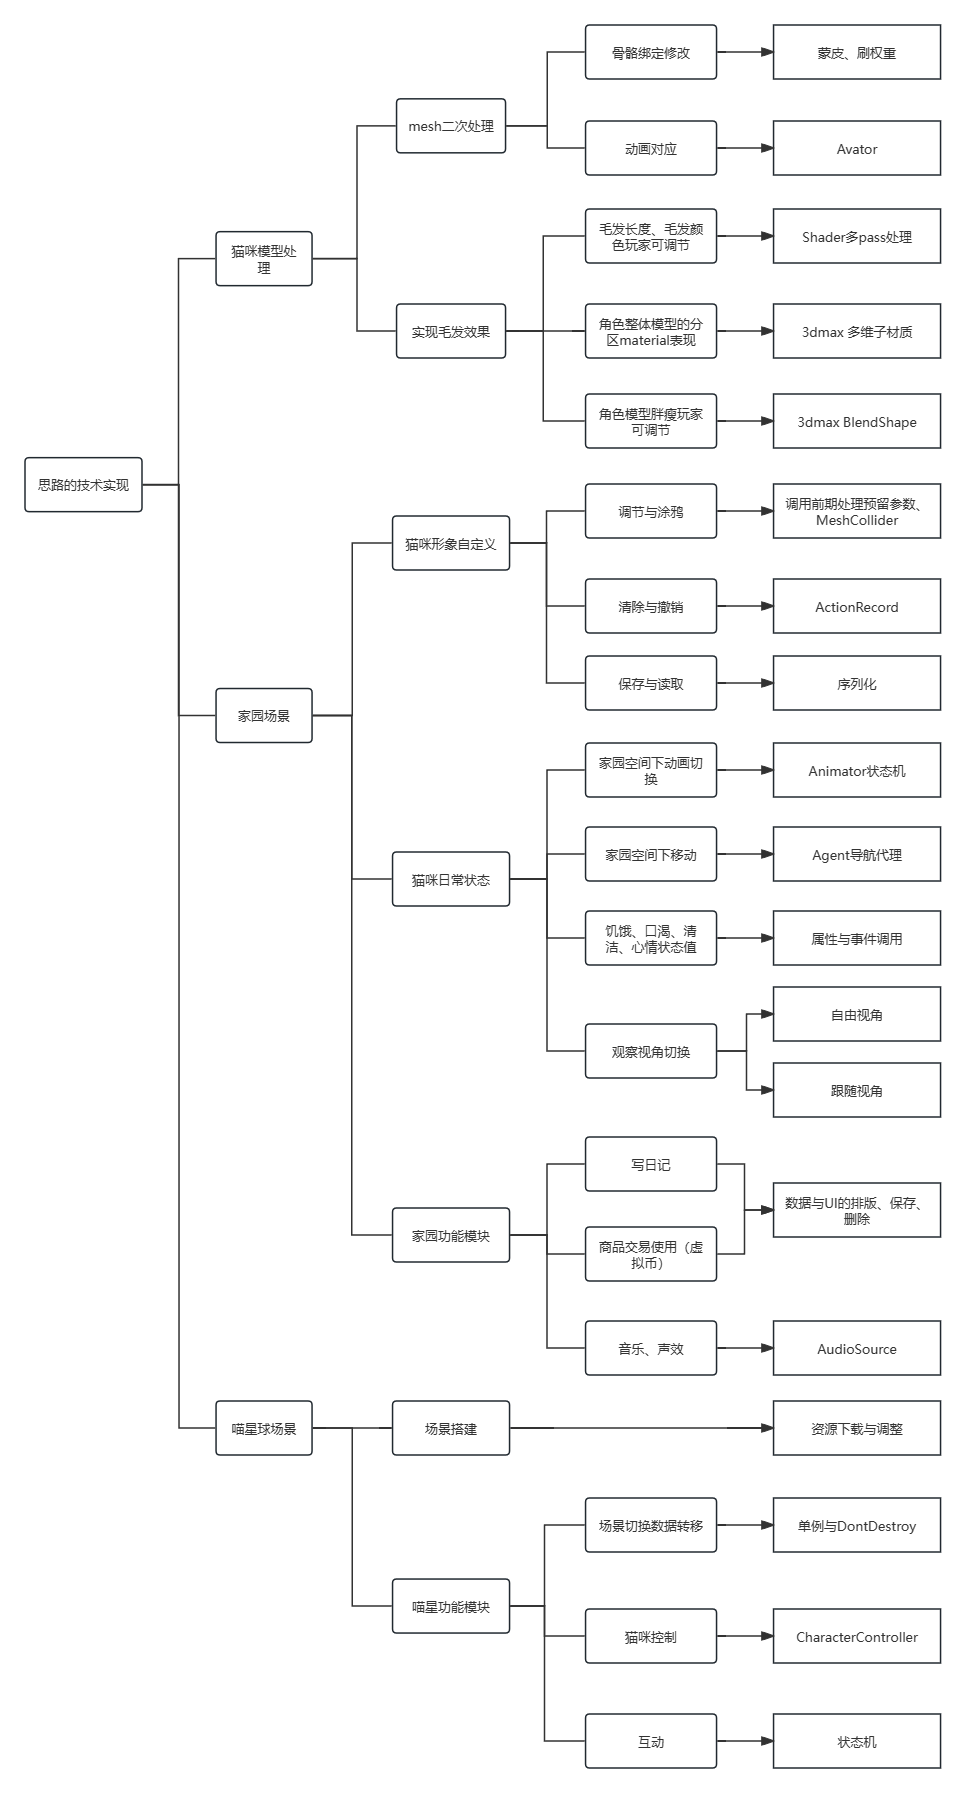 思路的技术实现
猫咪模型处
理
mesh二次处理
骨骼绑定修改
蒙皮、刷权重
动画对应
Avator
实现毛发效果
毛发长度、毛发颜
色玩家可调节
Shader多pass处理
角色整体模型的分
区material表现
3dmax 多维子材质
角色模型胖瘦玩家
可调节
3dmax BlendShape
家园场景
猫咪形象自定义
调节与涂鸦
调用前期处理预留参数、
MeshCollider
清除与撤销
ActionRecord
保存与读取
序列化
猫咪日常状态
家园空间下动画切
换
Animator状态机
家园空间下移动
Agent导航代理
饥饿、口渴、清
洁、心情状态值
属性与事件调用
观察视角切换
自由视角
跟随视角
家园功能模块
写日记
商品交易使用（虚
拟币）
数据与UI的排版、保存、
删除
音乐、声效
AudioSource
喵星球场景
场景搭建
资源下载与调整
喵星功能模块
场景切换数据转移
单例与DontDestroy
猫咪控制
CharacterController
互动
状态机